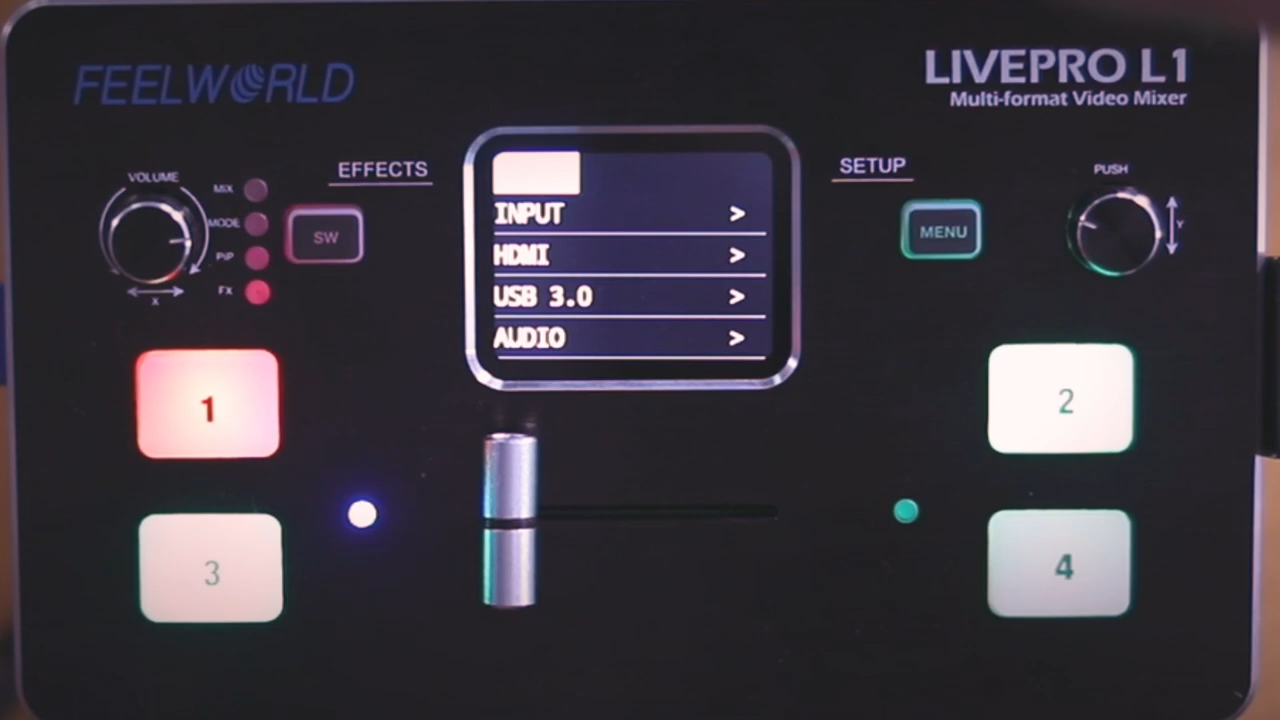 FEELWORLD
LIVEPRO L1
Multi-format Video Mixer
VOLUME
MIX
MODE
PIP
FX
X
EFFECTS
SW
INPUT >
HDMI >
USB 3.0 >
AUDIO >
SETUP
MENU
PUSH
Y
1
2
3
4